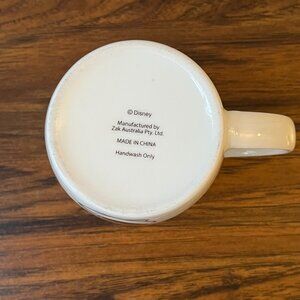 © Disney
Manufactured by
Zak Australia Pty. Ltd.
MADE IN CHINA
Handwash Only